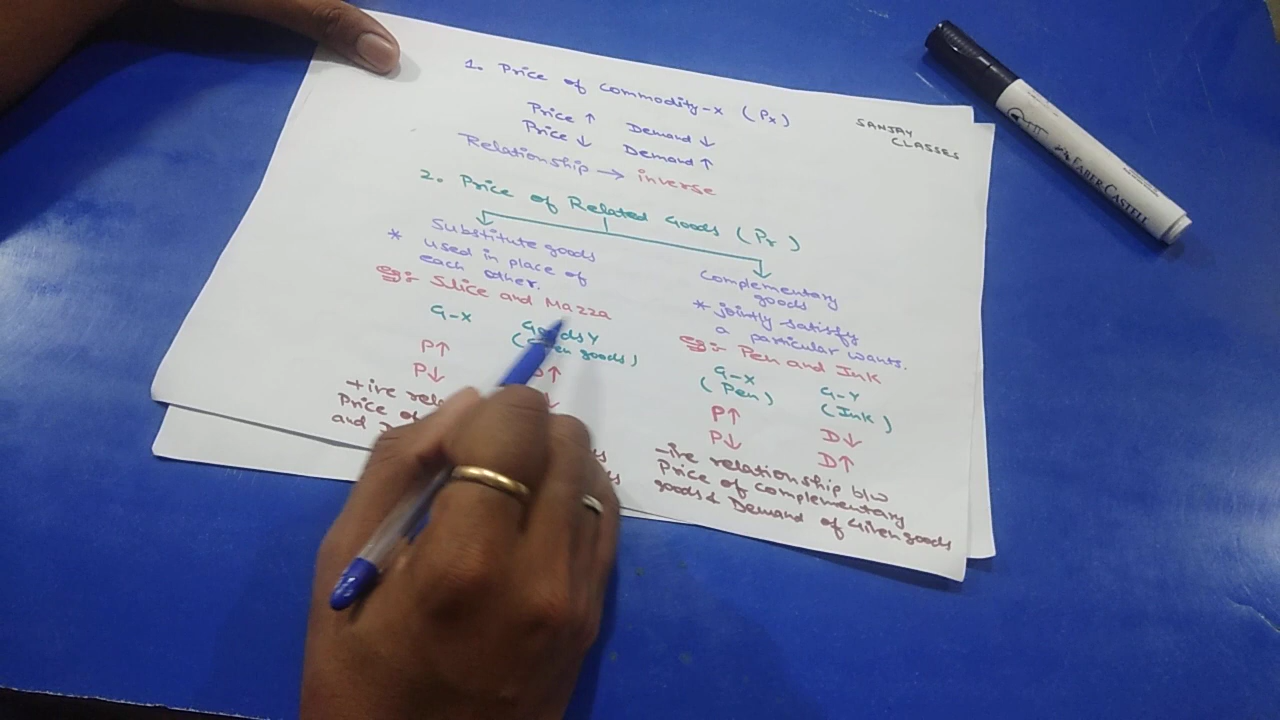 1. Price of Commodity-x (Px)
Price ↑ Demand ↓
Price ↓ Demand ↑
Relationship → inverse
SANJAY
CLASSES
2. Price of Related Goods (Pr)
Substitute goods
* used in place of
each other.
Eg:- Slice and Mazza
G-X Goods Y
goods)
P↑ ↑
P↓
+ive
Price of
and
Complementary
goods
* jointly satisfy
a particular wants.
Eg:- Pen and Ink
G-X G-Y
(Pen) (Ink)
P↑ D↓
P↓ D↑
-ive relationship b/w
Price of complementary
goods & Demand of Given goods
FABER-CASTELL